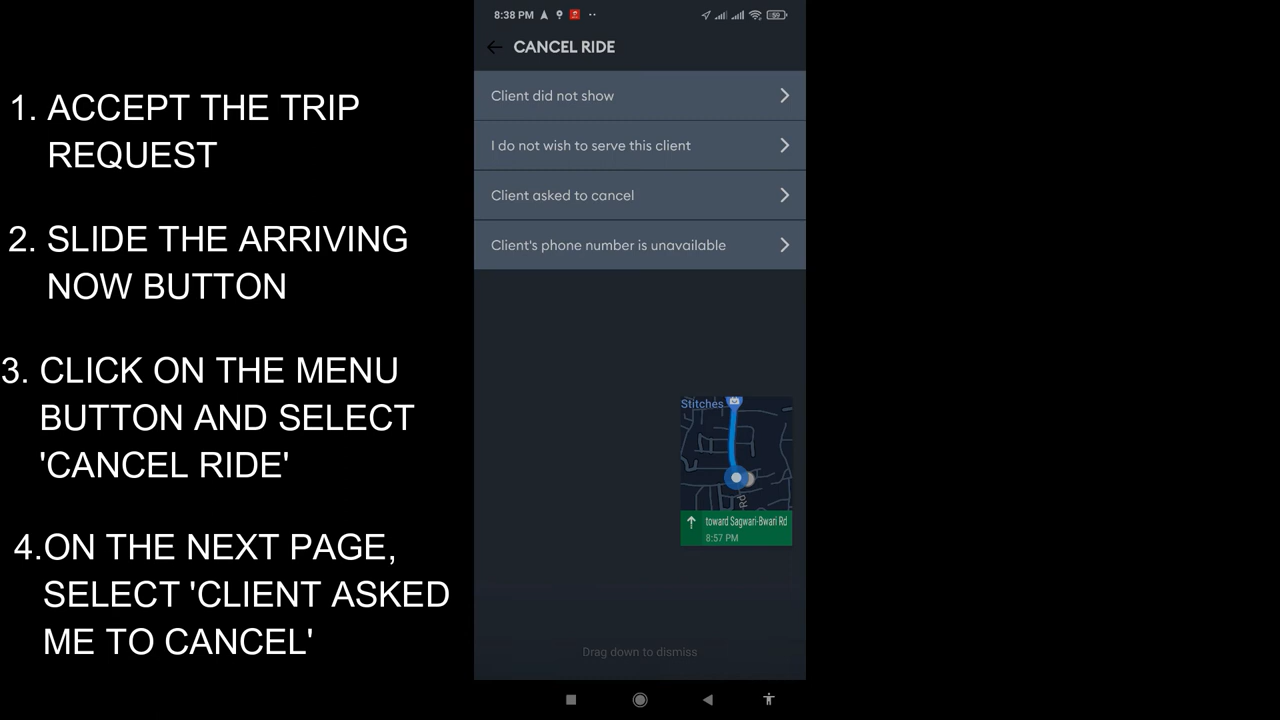 1. ACCEPT THE TRIP
REQUEST
2. SLIDE THE ARRIVING
NOW BUTTON
3. CLICK ON THE MENU
BUTTON AND SELECT
'CANCEL RIDE'
4.ON THE NEXT PAGE,
SELECT 'CLIENT ASKED
ME TO CANCEL'
8:38 PM
59
CANCEL RIDE
Client did not show
I do not wish to serve this client
Client asked to cancel
Client's phone number is unavailable
Stitches
Rd
toward Sagwari-Bwari Rd
8:57 PM
Drag down to dismiss